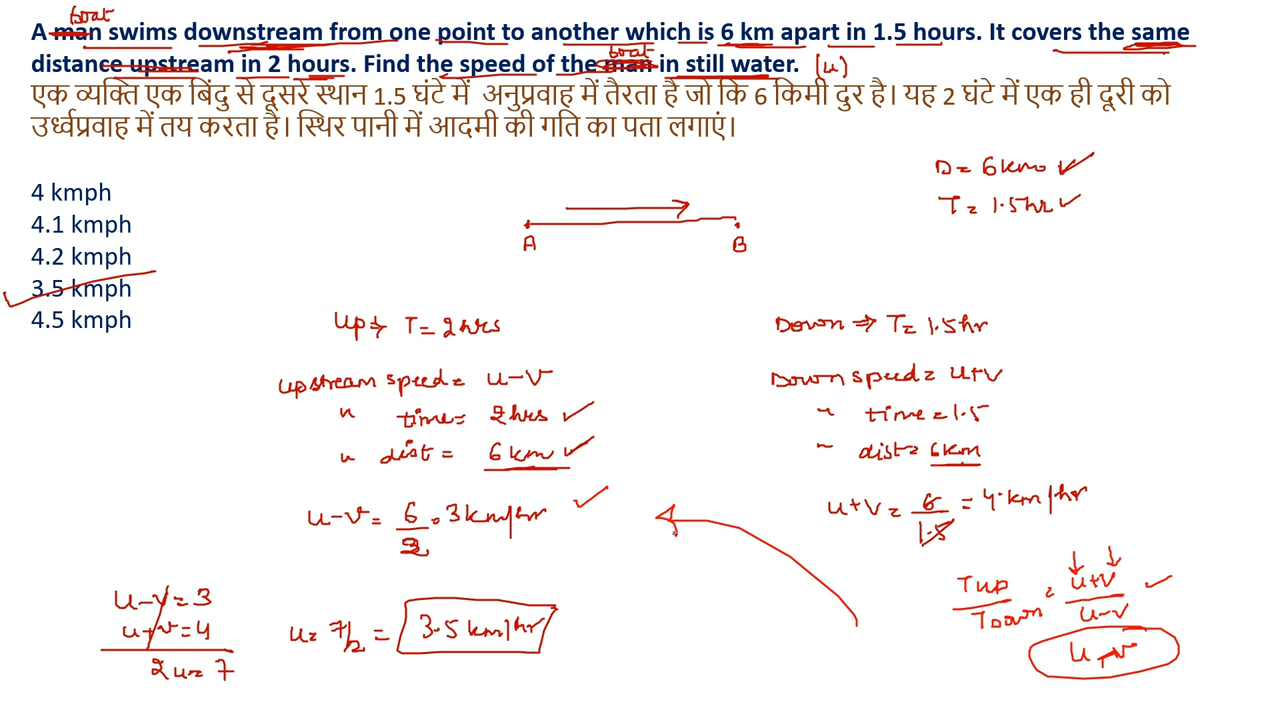 boat
A man swims downstream from one point to another which is 6 km apart in 1.5 hours. It covers the same
boat
distance upstream in 2 hours. Find the speed of the man in still water. (u)
एक व्यक्ति एक बिंदु से दूसरे स्थान 1.5 घंटे में अनुप्रवाह में तैरता है जो कि 6 किमी दुर है। यह 2 घंटे में एक ही दूरी को
उर्ध्वप्रवाह में तय करता है। स्थिर पानी में आदमी की गति का पता लगाएं।
D = 6km ✓
T = 1.5hr ✓
4 kmph
4.1 kmph
4.2 kmph
3.5 kmph
4.5 kmph
A B
Up ⇒ T = 2hrs
Upstream speed = u-v
" time = 2hrs ✓
" dist = 6km ✓
u-v = 6/2 = 3km/hr ✓
Down ⇒ T = 1.5hr
Down speed = u+v
" time = 1.5
" dist = 6km
u+v = 6/1.5 = 4 km/hr
Tup/TDown = u+v/u-v ✓
u, v
u-v = 3
u+v = 4
2u = 7
u = 7/2 = 3.5km/hr